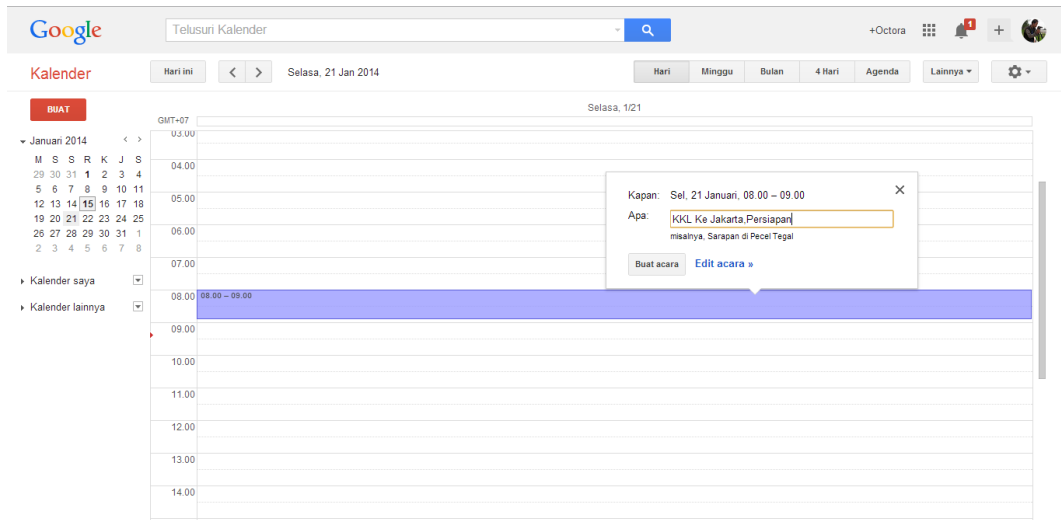 Google
Telusuri Kalender
+Octora
1
+
Kalender
Hari ini
< >
Selasa, 21 Jan 2014
Hari Minggu Bulan 4 Hari Agenda
Lainnya
BUAT
Januari 2014 < >
M S S R K J S
29 30 31 1 2 3 4
5 6 7 8 9 10 11
12 13 14 15 16 17 18
19 20 21 22 23 24 25
26 27 28 29 30 31 1
2 3 4 5 6 7 8
Kalender saya
Kalender lainnya
Selasa, 1/21
GMT+07
03.00
04.00
05.00
06.00
07.00
08.00 08.00 – 09.00
09.00
10.00
11.00
12.00
13.00
14.00
Kapan: Sel, 21 Januari, 08.00 – 09.00
Apa: KKL Ke Jakarta,Persiapan
misalnya, Sarapan di Pecel Tegal
Buat acara Edit acara »